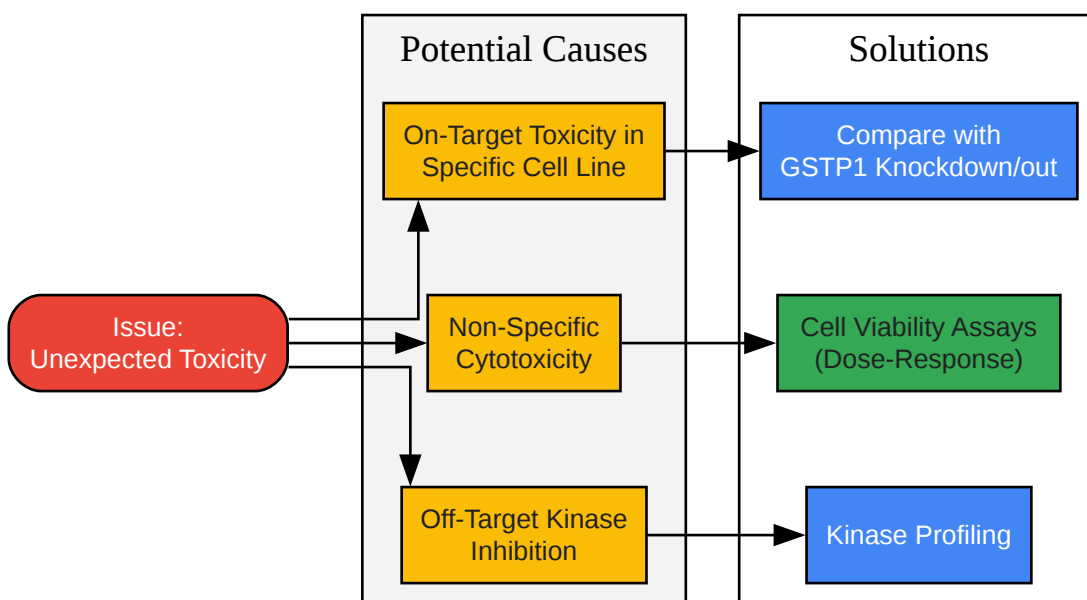 Potential Causes
Solutions
On-Target Toxicity in
Specific Cell Line
Compare with
GSTP1 Knockdown/out
Issue:
Unexpected Toxicity
Non-Specific
Cytotoxicity
Cell Viability Assays
(Dose-Response)
Off-Target Kinase
Inhibition
Kinase Profiling